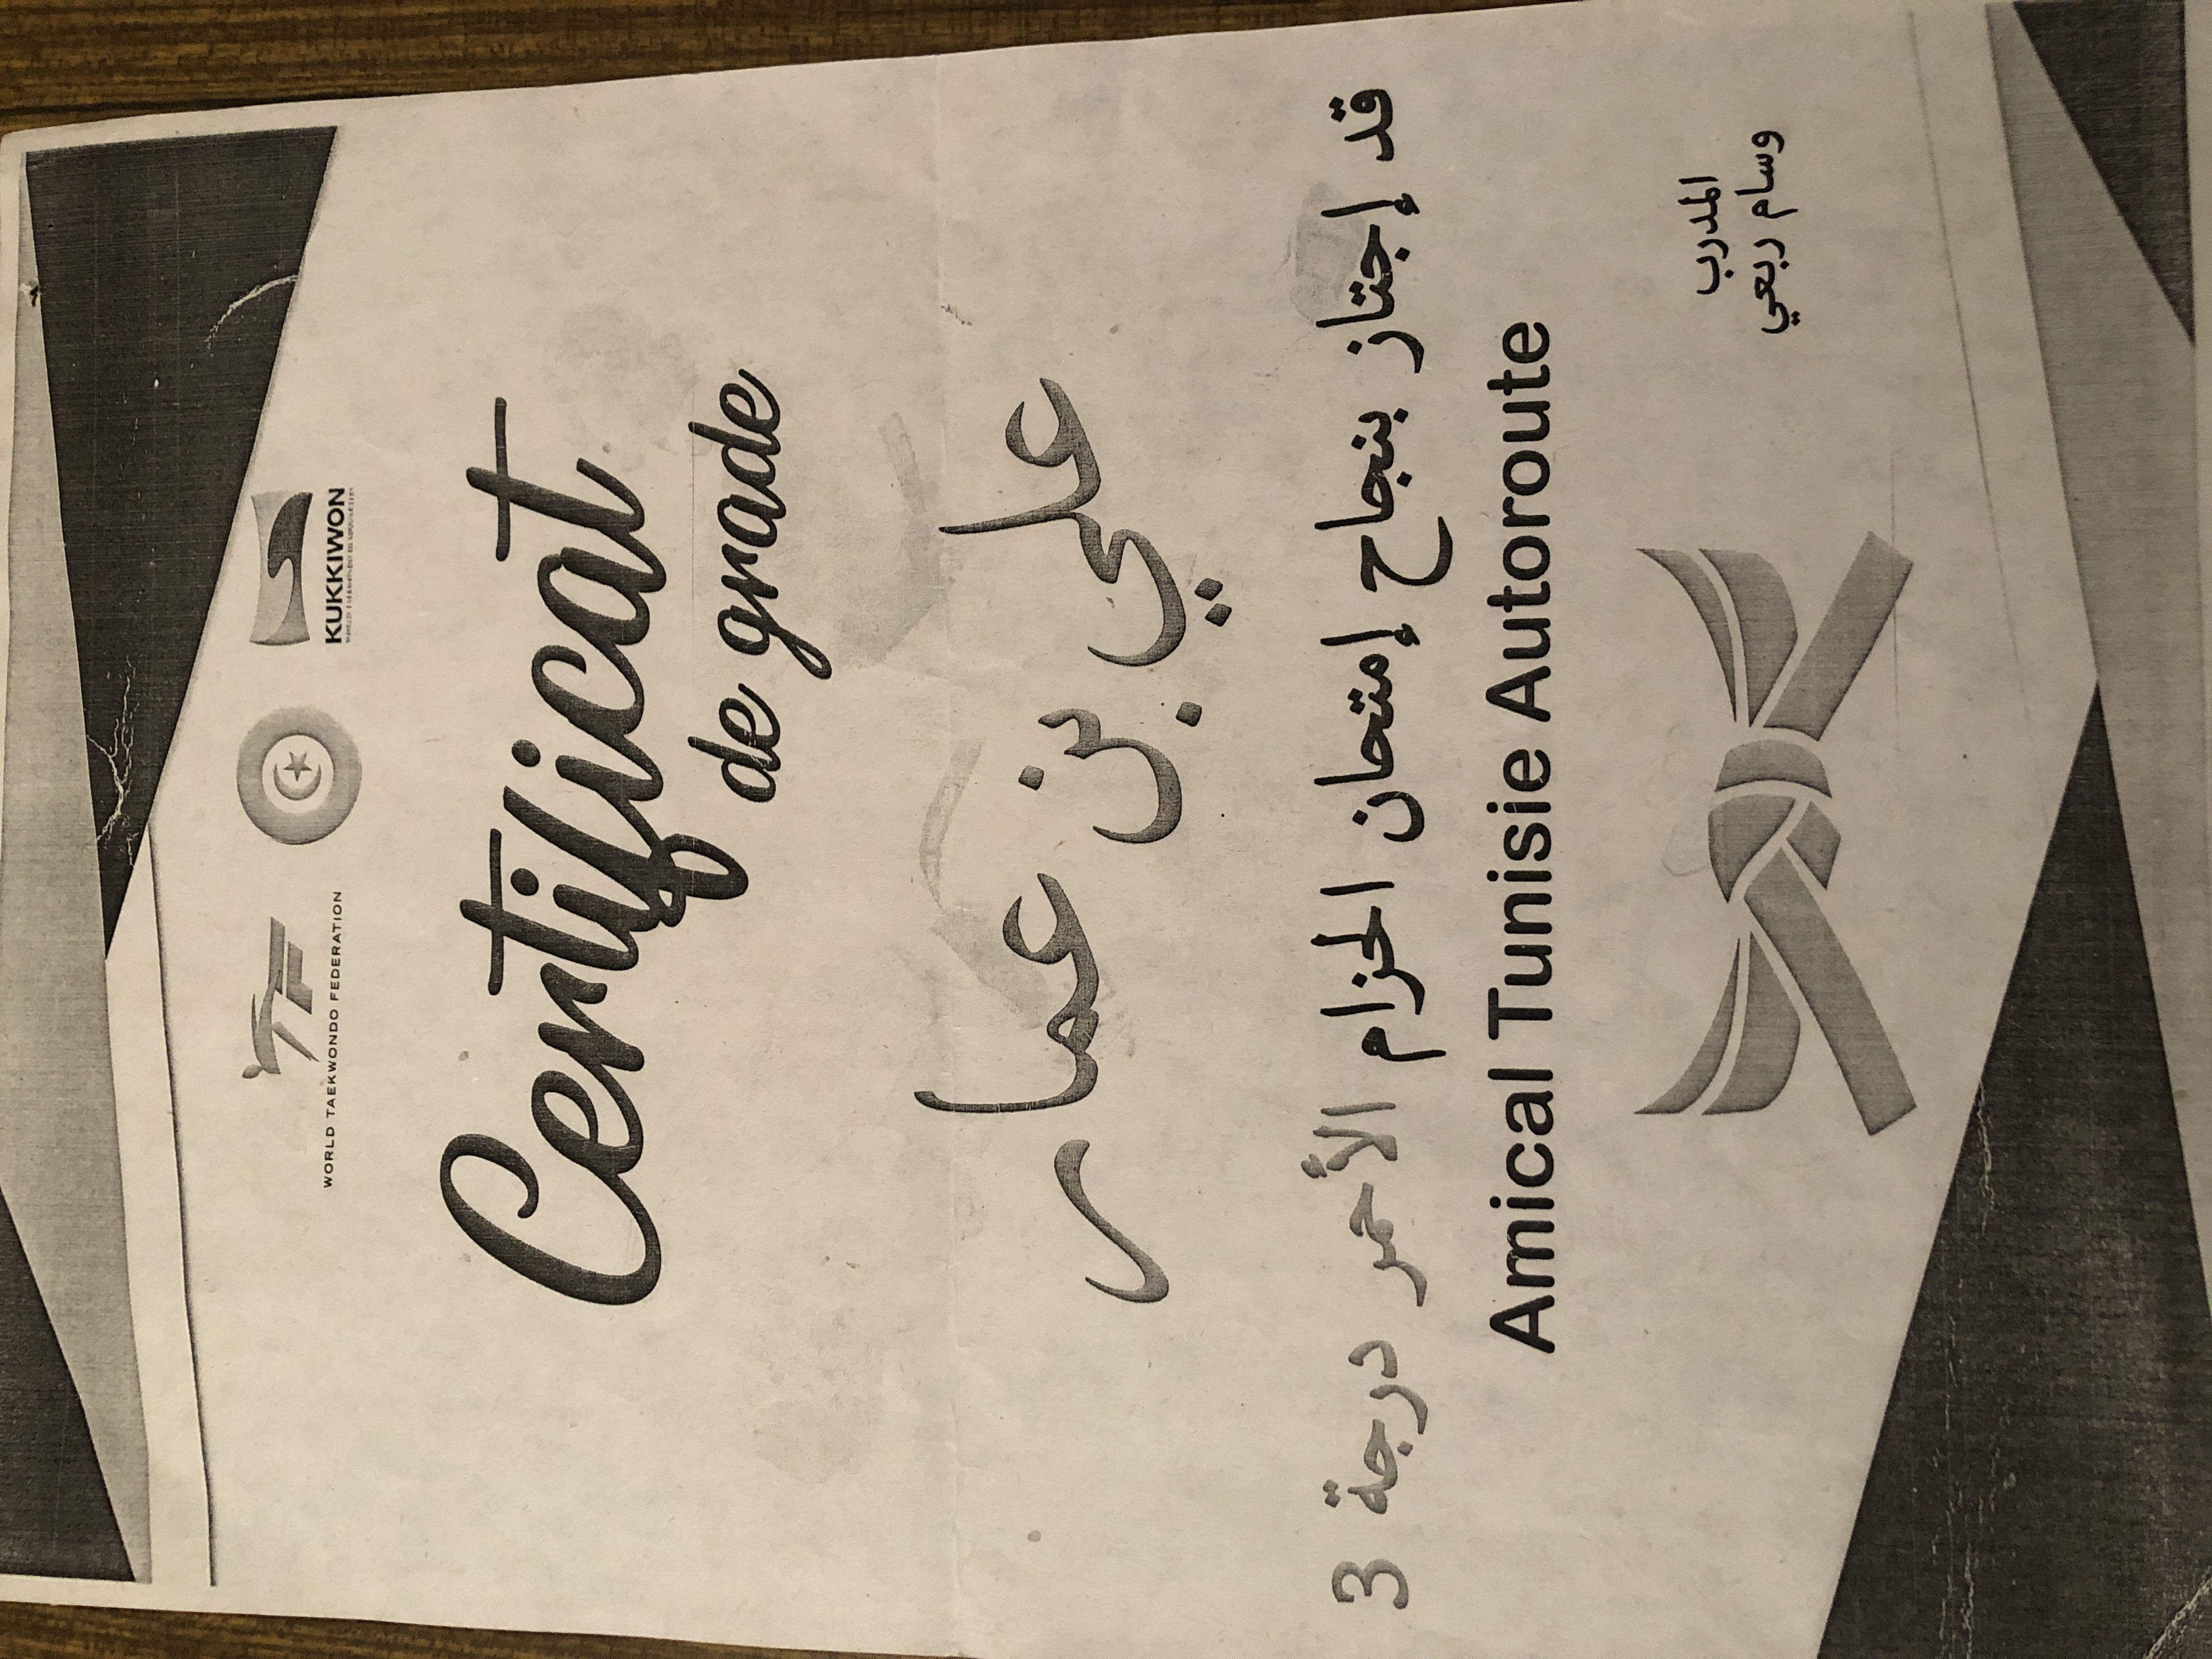 WORLD TAEKWONDO FEDERATION
KUKKIWON
Certificat
de grade
علي بن عمار
قد إجتاز بنجاح إمتحان الحزام الأحمر درجة 3
Amical Tunisie Autoroute
المدرب
وسام ربعي